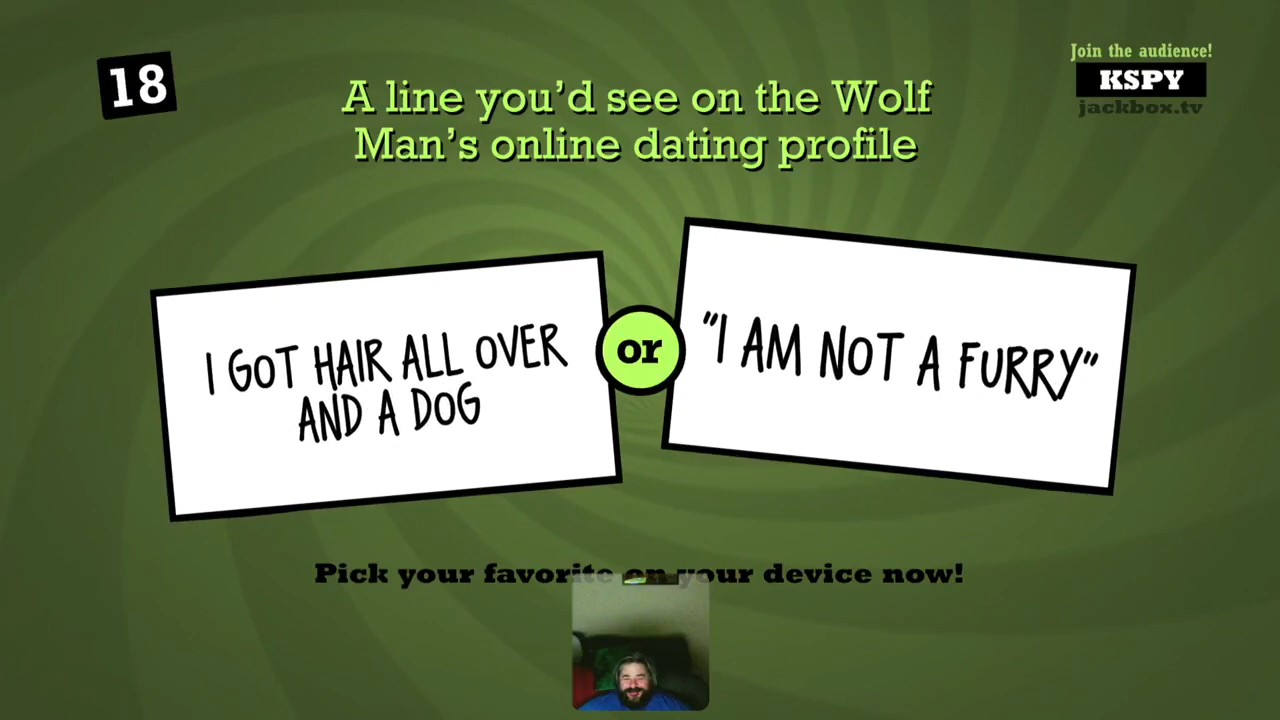 18
Join the audience!
KSPY
jackbox.tv
A line you'd see on the Wolf
Man's online dating profile
I GOT HAIR ALL OVER
AND A DOG
or
"I AM NOT A FURRY"
Pick your favorite on your device now!